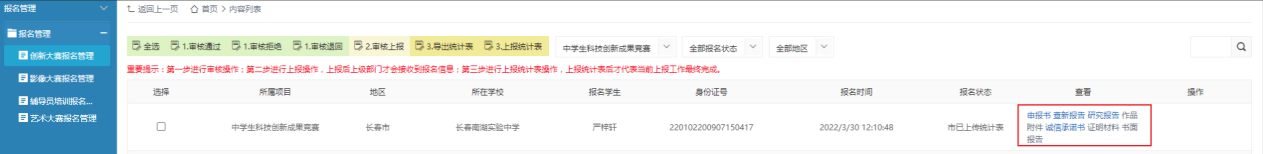 报名管理
返回上一页 首页 > 内容列表
报名管理
创新大赛报名管理
影像大赛报名管理
辅导员培训报名...
艺术大赛报名管理
全选 1.审核通过 1.审核拒绝 1.审核退回 2.审核上报 3.导出统计表 3.上报统计表 中学生科技创新成果竞赛 全部报名状态 全部地区
重要提示：第一步进行审核操作；第二步进行上报操作，上报后上级部门才会接收到报名信息；第三步进行上报统计表操作，上报统计表后才代表当前上报工作最终完成。
选择 所属项目 地区 所在学校 报名学生 身份证号 报名时间 报名状态 查看 操作
中学生科技创新成果竞赛 长春市 长春南湖实验中学 严梓轩 220102200907150417 2022/3/30 12:10:48 市已上传统计表
申报书 查新报告 研究报告 作品
附件 诚信承诺书 证明材料 书面
报告